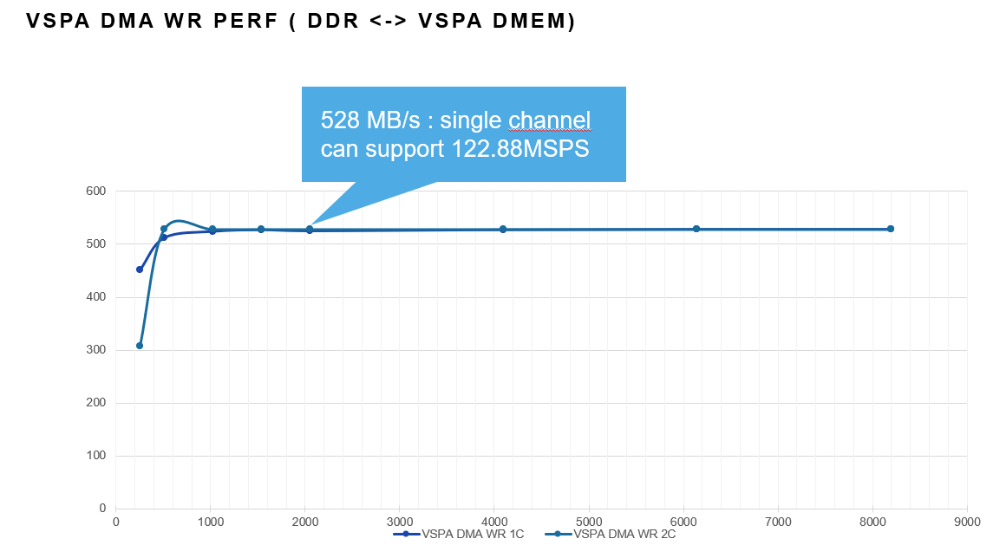 VSPA DMA WR PERF ( DDR <-> VSPA DMEM)
528 MB/s : single channel
can support 122.88MSPS
600
500
400
300
200
100
0
0 1000 2000 3000 4000 5000 6000 7000 8000 9000
VSPA DMA WR 1C VSPA DMA WR 2C